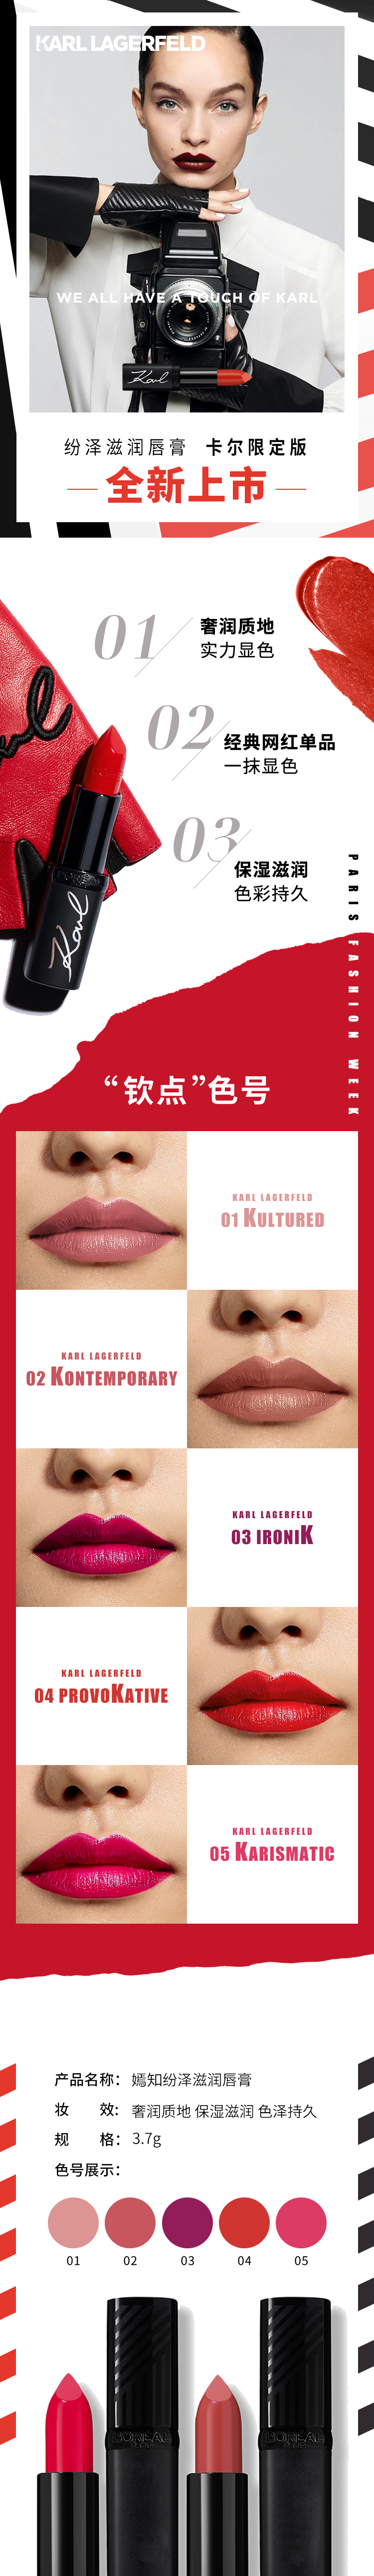 KARL LAGERFELD
WE ALL HAVE A TOUCH OF KARL
Karl
纷泽滋润唇膏 卡尔限定版
全新上市
01
奢润质地
实力显色
02
经典网红单品
一抹显色
03
保湿滋润
色彩持久
Karl
PARIS FASHION WEEK
“钦点”色号
KARL LAGERFELD
01 KULTURED
KARL LAGERFELD
02 KONTEMPORARY
KARL LAGERFELD
03 IRONIK
KARL LAGERFELD
04 PROVOKATIVE
KARL LAGERFELD
05 KARISMATIC
产品名称： 嫣知纷泽滋润唇膏
妆 效： 奢润质地 保湿滋润 色泽持久
规 格： 3.7g
色号展示：
01 02 03 04 05
L'ORÉAL
L'ORÉAL